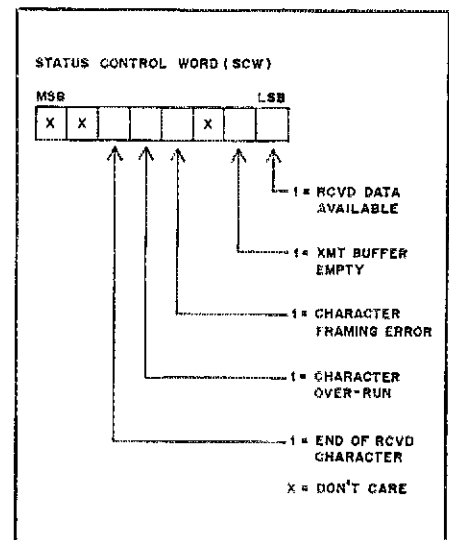 STATUS CONTROL WORD (SCW)
MSB LSB
X X X
1 = RCVD DATA
AVAILABLE
1 = XMT BUFFER
EMPTY
1 = CHARACTER
FRAMING ERROR
1 = CHARACTER
OVER-RUN
1 = END OF RCVD
CHARACTER
X = DON'T CARE